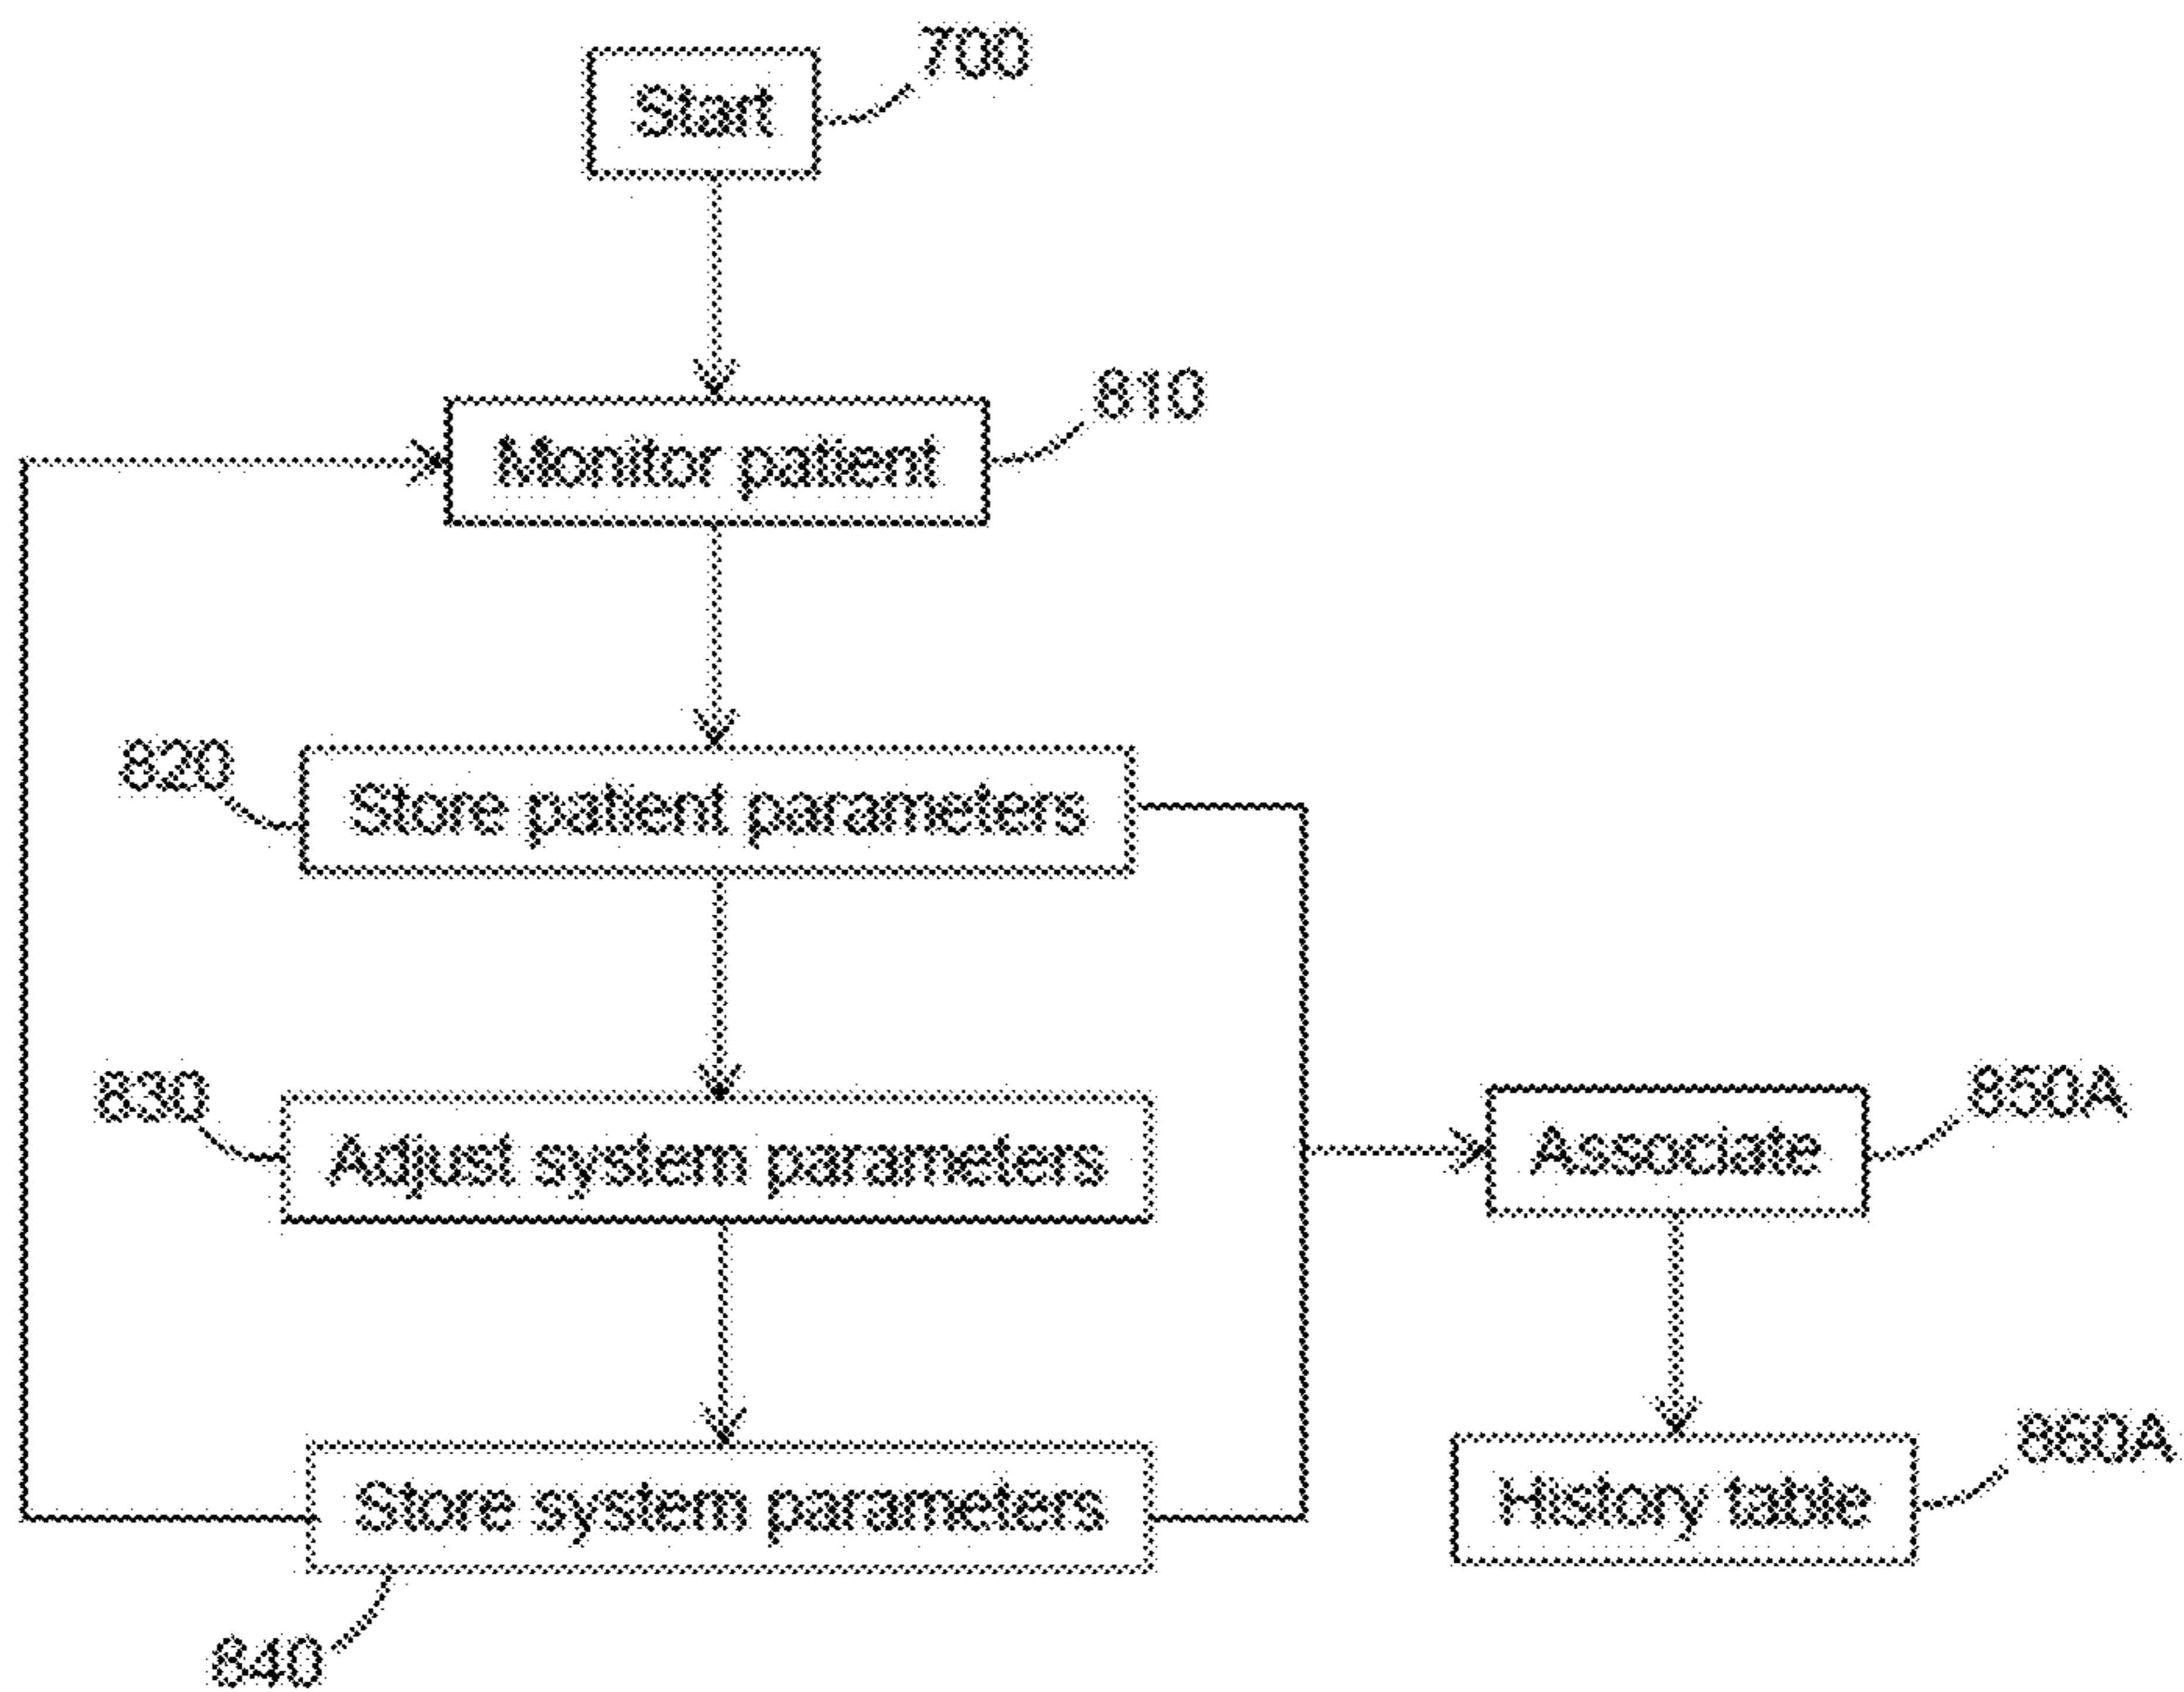 700
Start
810
Monitor patient
820
Store patient parameters
830
Adjust system parameters
850A
Associate
Store system parameters
860A
History table
840